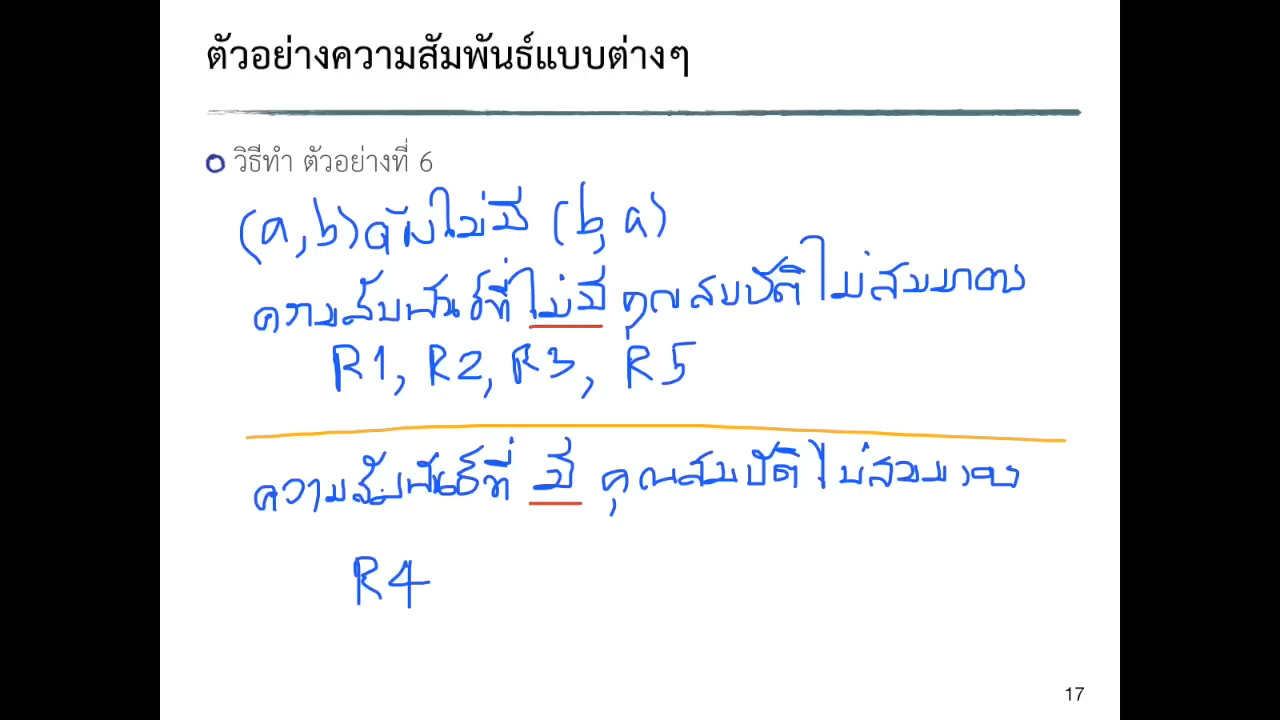 ตัวอย่างความสัมพันธ์แบบต่างๆ
วิธีทำ ตัวอย่างที่ 6
(a, b) ต้องไม่มี (b, a)
ความสัมพันธ์ที่ ไม่มี คุณสมบัติ ไม่สมมาตร
R1, R2, R3, R5
ความสัมพันธ์ที่ มี คุณสมบัติ ไม่สมมาตร
R4
17